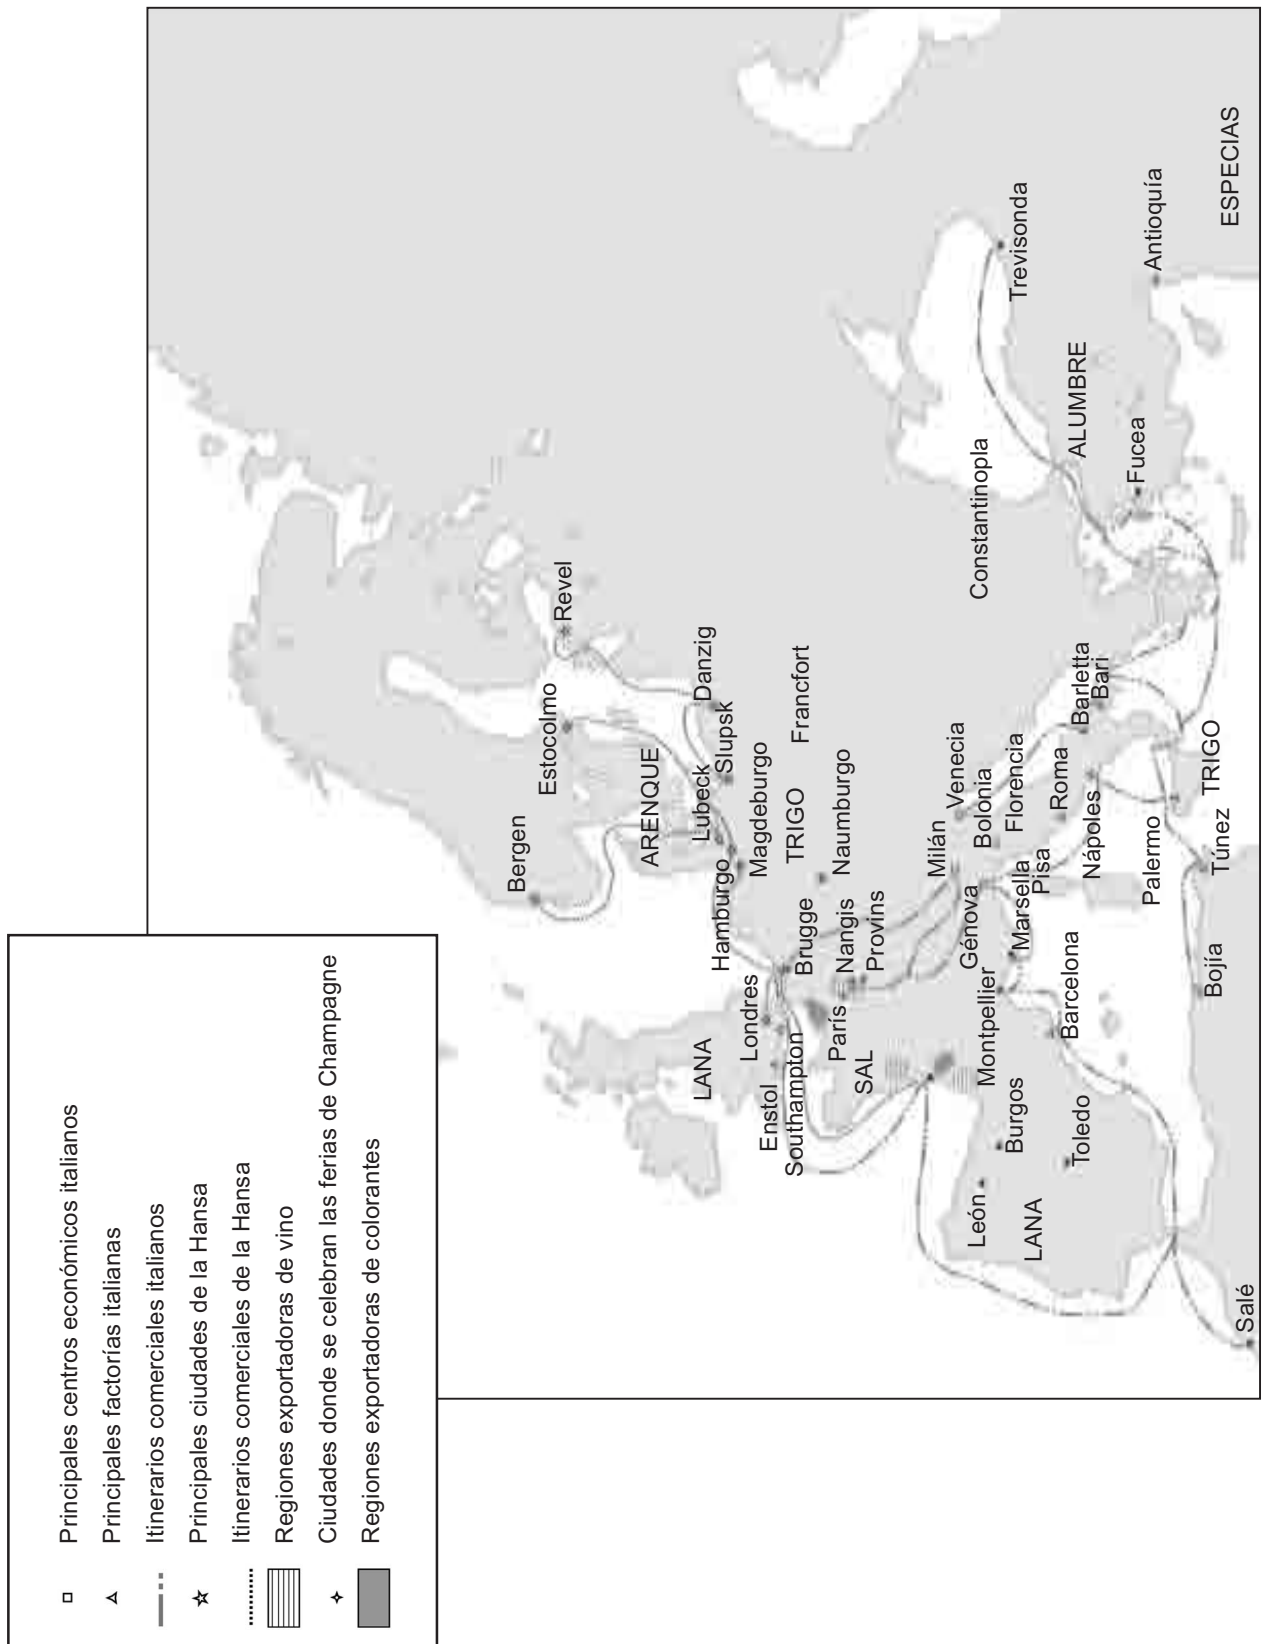 Principales centros económicos italianos
Principales factorías italianas
Itinerarios comerciales italianos
Principales ciudades de la Hansa
Itinerarios comerciales de la Hansa
Regiones exportadoras de vino
Ciudades donde se celebran las ferias de Champagne
Regiones exportadoras de colorantes
Bergen
Estocolmo
Revel
ARENQUE
Lubeck
Danzig
Slupsk
Hamburgo
Magdeburgo
TRIGO
Francfort
Naumburgo
LANA
Londres
Enstol
Southampton
Brugge
París
Nangis
Provins
SAL
Milán
Venecia
Génova
Bolonia
Florencia
Montpellier
Marsella
Pisa
Roma
León
Burgos
Barcelona
Toledo
LANA
Nápoles
Barletta
Bari
Constantinopla
Trevisonda
ALUMBRE
Fucea
Antioquía
ESPECIAS
Palermo
TRIGO
Túnez
Bojía
Salé